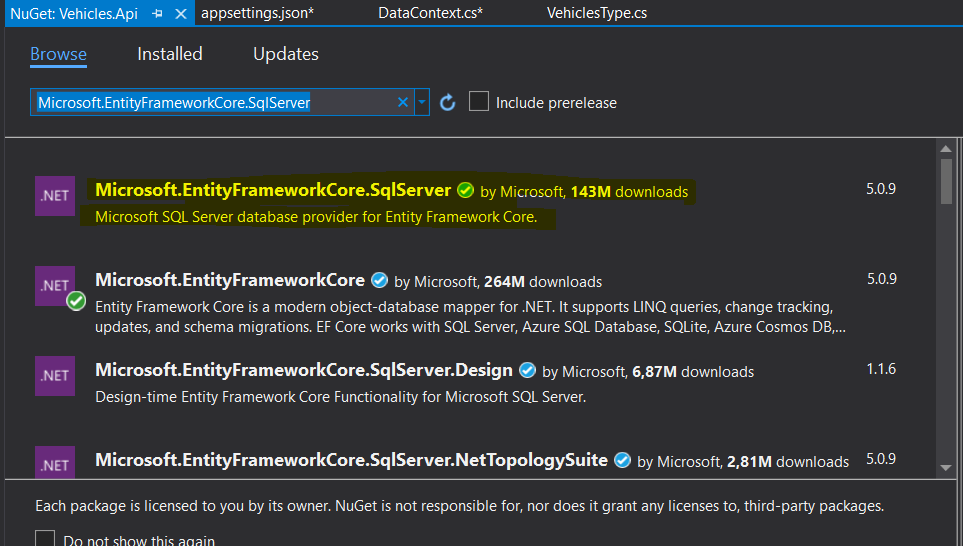 NuGet: Vehicles.Api appsettings.json* DataContext.cs* VehiclesType.cs
Browse Installed Updates
Microsoft.EntityFrameworkCore.SqlServer Include prerelease
.NET Microsoft.EntityFrameworkCore.SqlServer by Microsoft, 143M downloads 5.0.9
Microsoft SQL Server database provider for Entity Framework Core.
.NET Microsoft.EntityFrameworkCore by Microsoft, 264M downloads 5.0.9
Entity Framework Core is a modern object-database mapper for .NET. It supports LINQ queries, change tracking,
updates, and schema migrations. EF Core works with SQL Server, Azure SQL Database, SQLite, Azure Cosmos DB,...
.NET Microsoft.EntityFrameworkCore.SqlServer.Design by Microsoft, 6,87M downloads 1.1.6
Design-time Entity Framework Core Functionality for Microsoft SQL Server.
.NET Microsoft.EntityFrameworkCore.SqlServer.NetTopologySuite by Microsoft, 2,81M downloads 5.0.9
Each package is licensed to you by its owner. NuGet is not responsible for, nor does it grant any licenses to, third-party packages.
Do not show this again